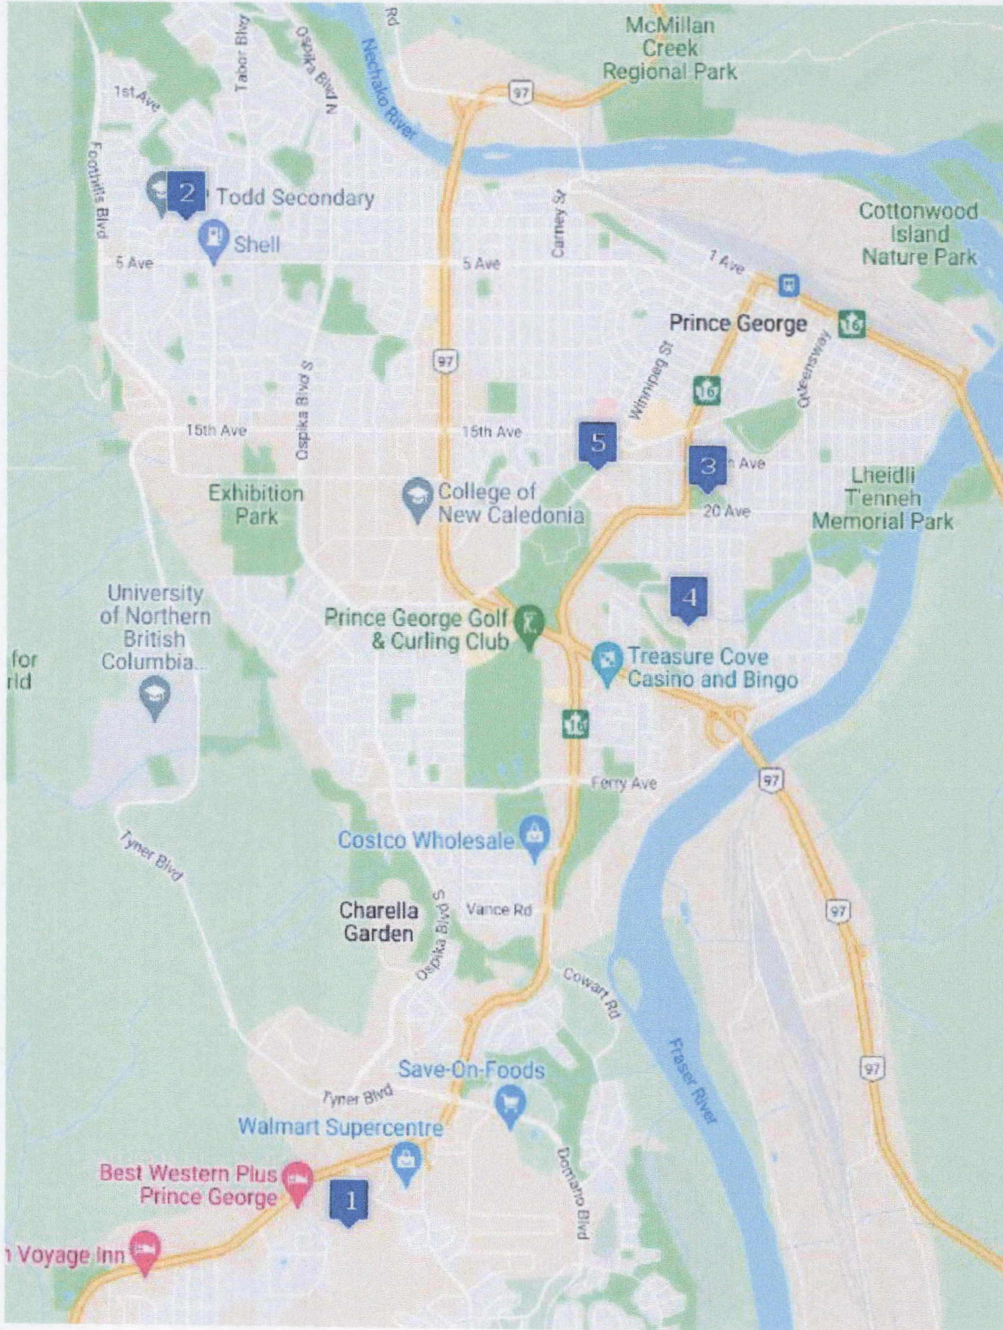 McMillan
Creek
Regional Park
Rd
Nechako River
97
Ospika Blvd N
Tabor Blvd
1st Ave
Foothills Blvd
2
Todd Secondary
Shell
Cottonwood
Island
Nature Park
Carney St
5 Ave
5 Ave
1 Ave
Prince George
16
97
Winnipeg St
16
Queensway
Ospika Blvd S
15th Ave
15th Ave
5
3
h Ave
Exhibition
Park
College of
New Caledonia
20 Ave
Lheidli
T'enneh
Memorial Park
University
of Northern
British
Columbia...
for
rld
4
Prince George Golf
& Curling Club
Treasure Cove
Casino and Bingo
16
Ferry Ave
97
Costco Wholesale
Tyner Blvd
Charella
Garden
Vance Rd
Ospika Blvd S
97
Cowart Rd
Save-On-Foods
Fraser River
97
Tyner Blvd
Walmart Supercentre
Best Western Plus
Prince George
1
Domano Blvd
n Voyage Inn